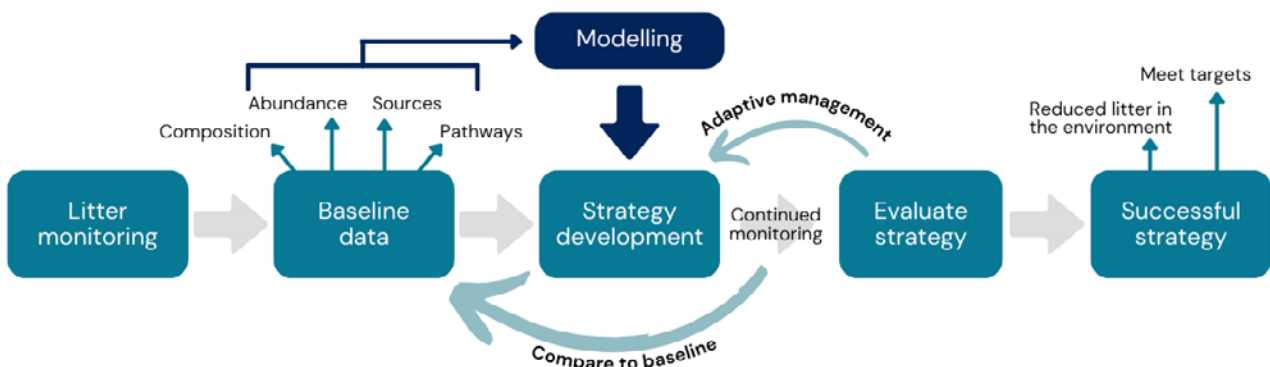 Modelling
Abundance
Sources
Composition
Pathways
Adaptive management
Meet targets
Reduced litter in
the environment
Litter
monitoring
Baseline
data
Strategy
development
Continued
monitoring
Evaluate
strategy
Successful
strategy
Compare to baseline